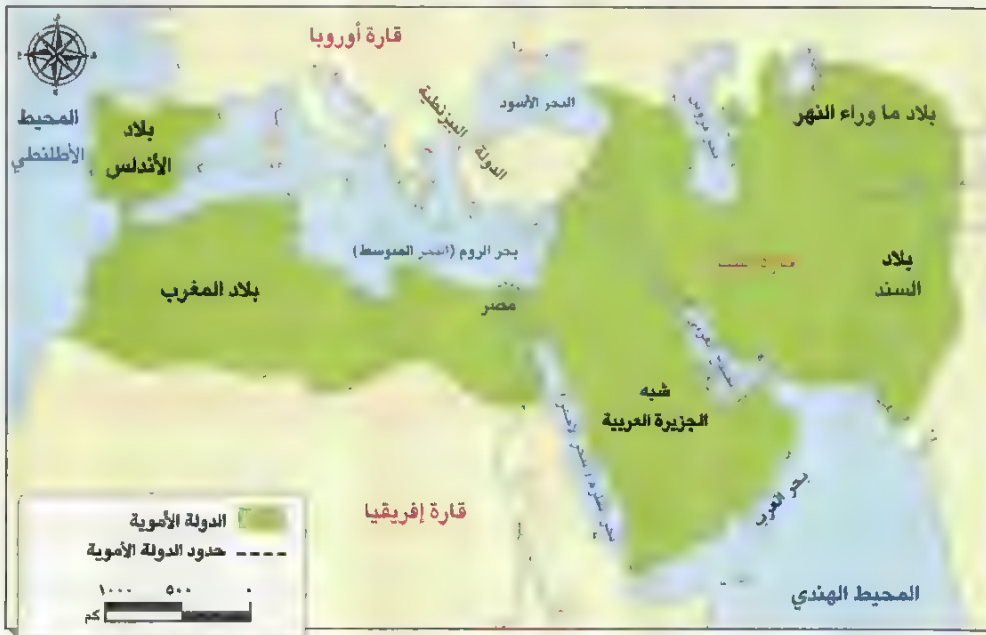 قارة أوروبا
المحيط
الأطلنطي
بلاد
الأندلس
الدولة البيزنطية
البحر الأسود
بلاد ما وراء النهر
بحر الروم (البحر المتوسط)
بلاد المغرب
مصر
بلاد
السند
شبه
الجزيرة العربية
بحر العرب
قارة إفريقيا
المحيط الهندي
الدولة الأموية
حدود الدولة الأموية
١٠٠٠ ٥٠٠ ٠
كم